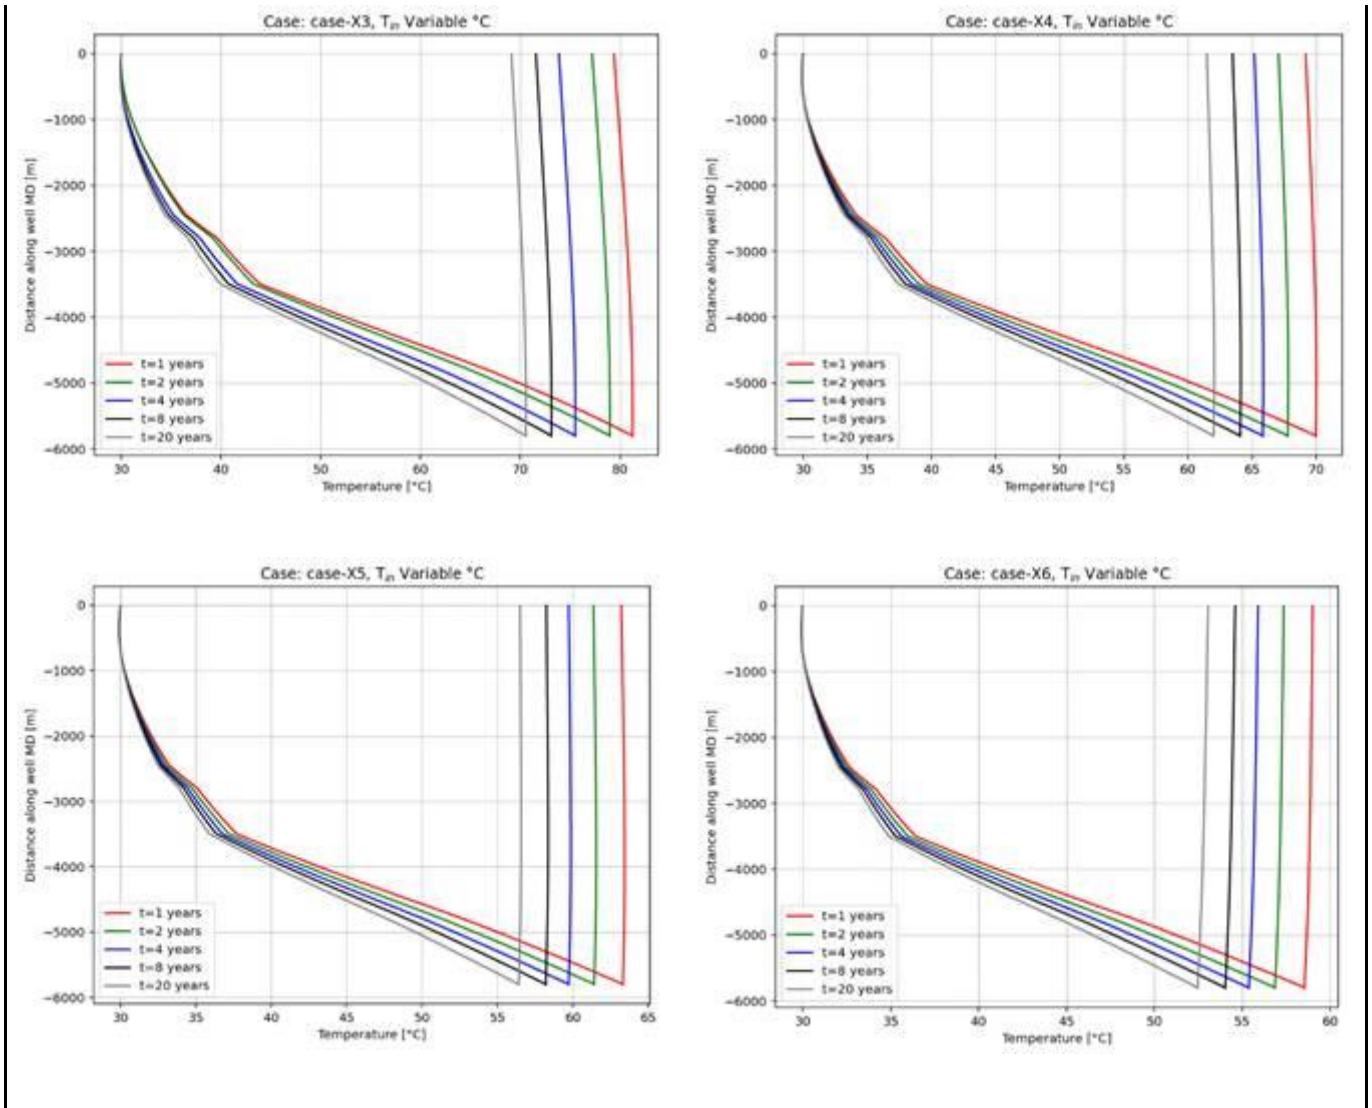 Case: case-X3, Tin Variable °C
0
−1000
−2000
−3000
−4000
−5000
−6000
Distance along well MD [m]
t=1 years
t=2 years
t=4 years
t=8 years
t=20 years
30 40 50 60 70 80
Temperature [°C]
Case: case-X4, Tin Variable °C
0
−1000
−2000
−3000
−4000
−5000
−6000
Distance along well MD [m]
t=1 years
t=2 years
t=4 years
t=8 years
t=20 years
30 35 40 45 50 55 60 65 70
Temperature [°C]
Case: case-X5, Tin Variable °C
0
−1000
−2000
−3000
−4000
−5000
−6000
Distance along well MD [m]
t=1 years
t=2 years
t=4 years
t=8 years
t=20 years
30 35 40 45 50 55 60 65
Temperature [°C]
Case: case-X6, Tin Variable °C
0
−1000
−2000
−3000
−4000
−5000
−6000
Distance along well MD [m]
t=1 years
t=2 years
t=4 years
t=8 years
t=20 years
30 35 40 45 50 55 60
Temperature [°C]